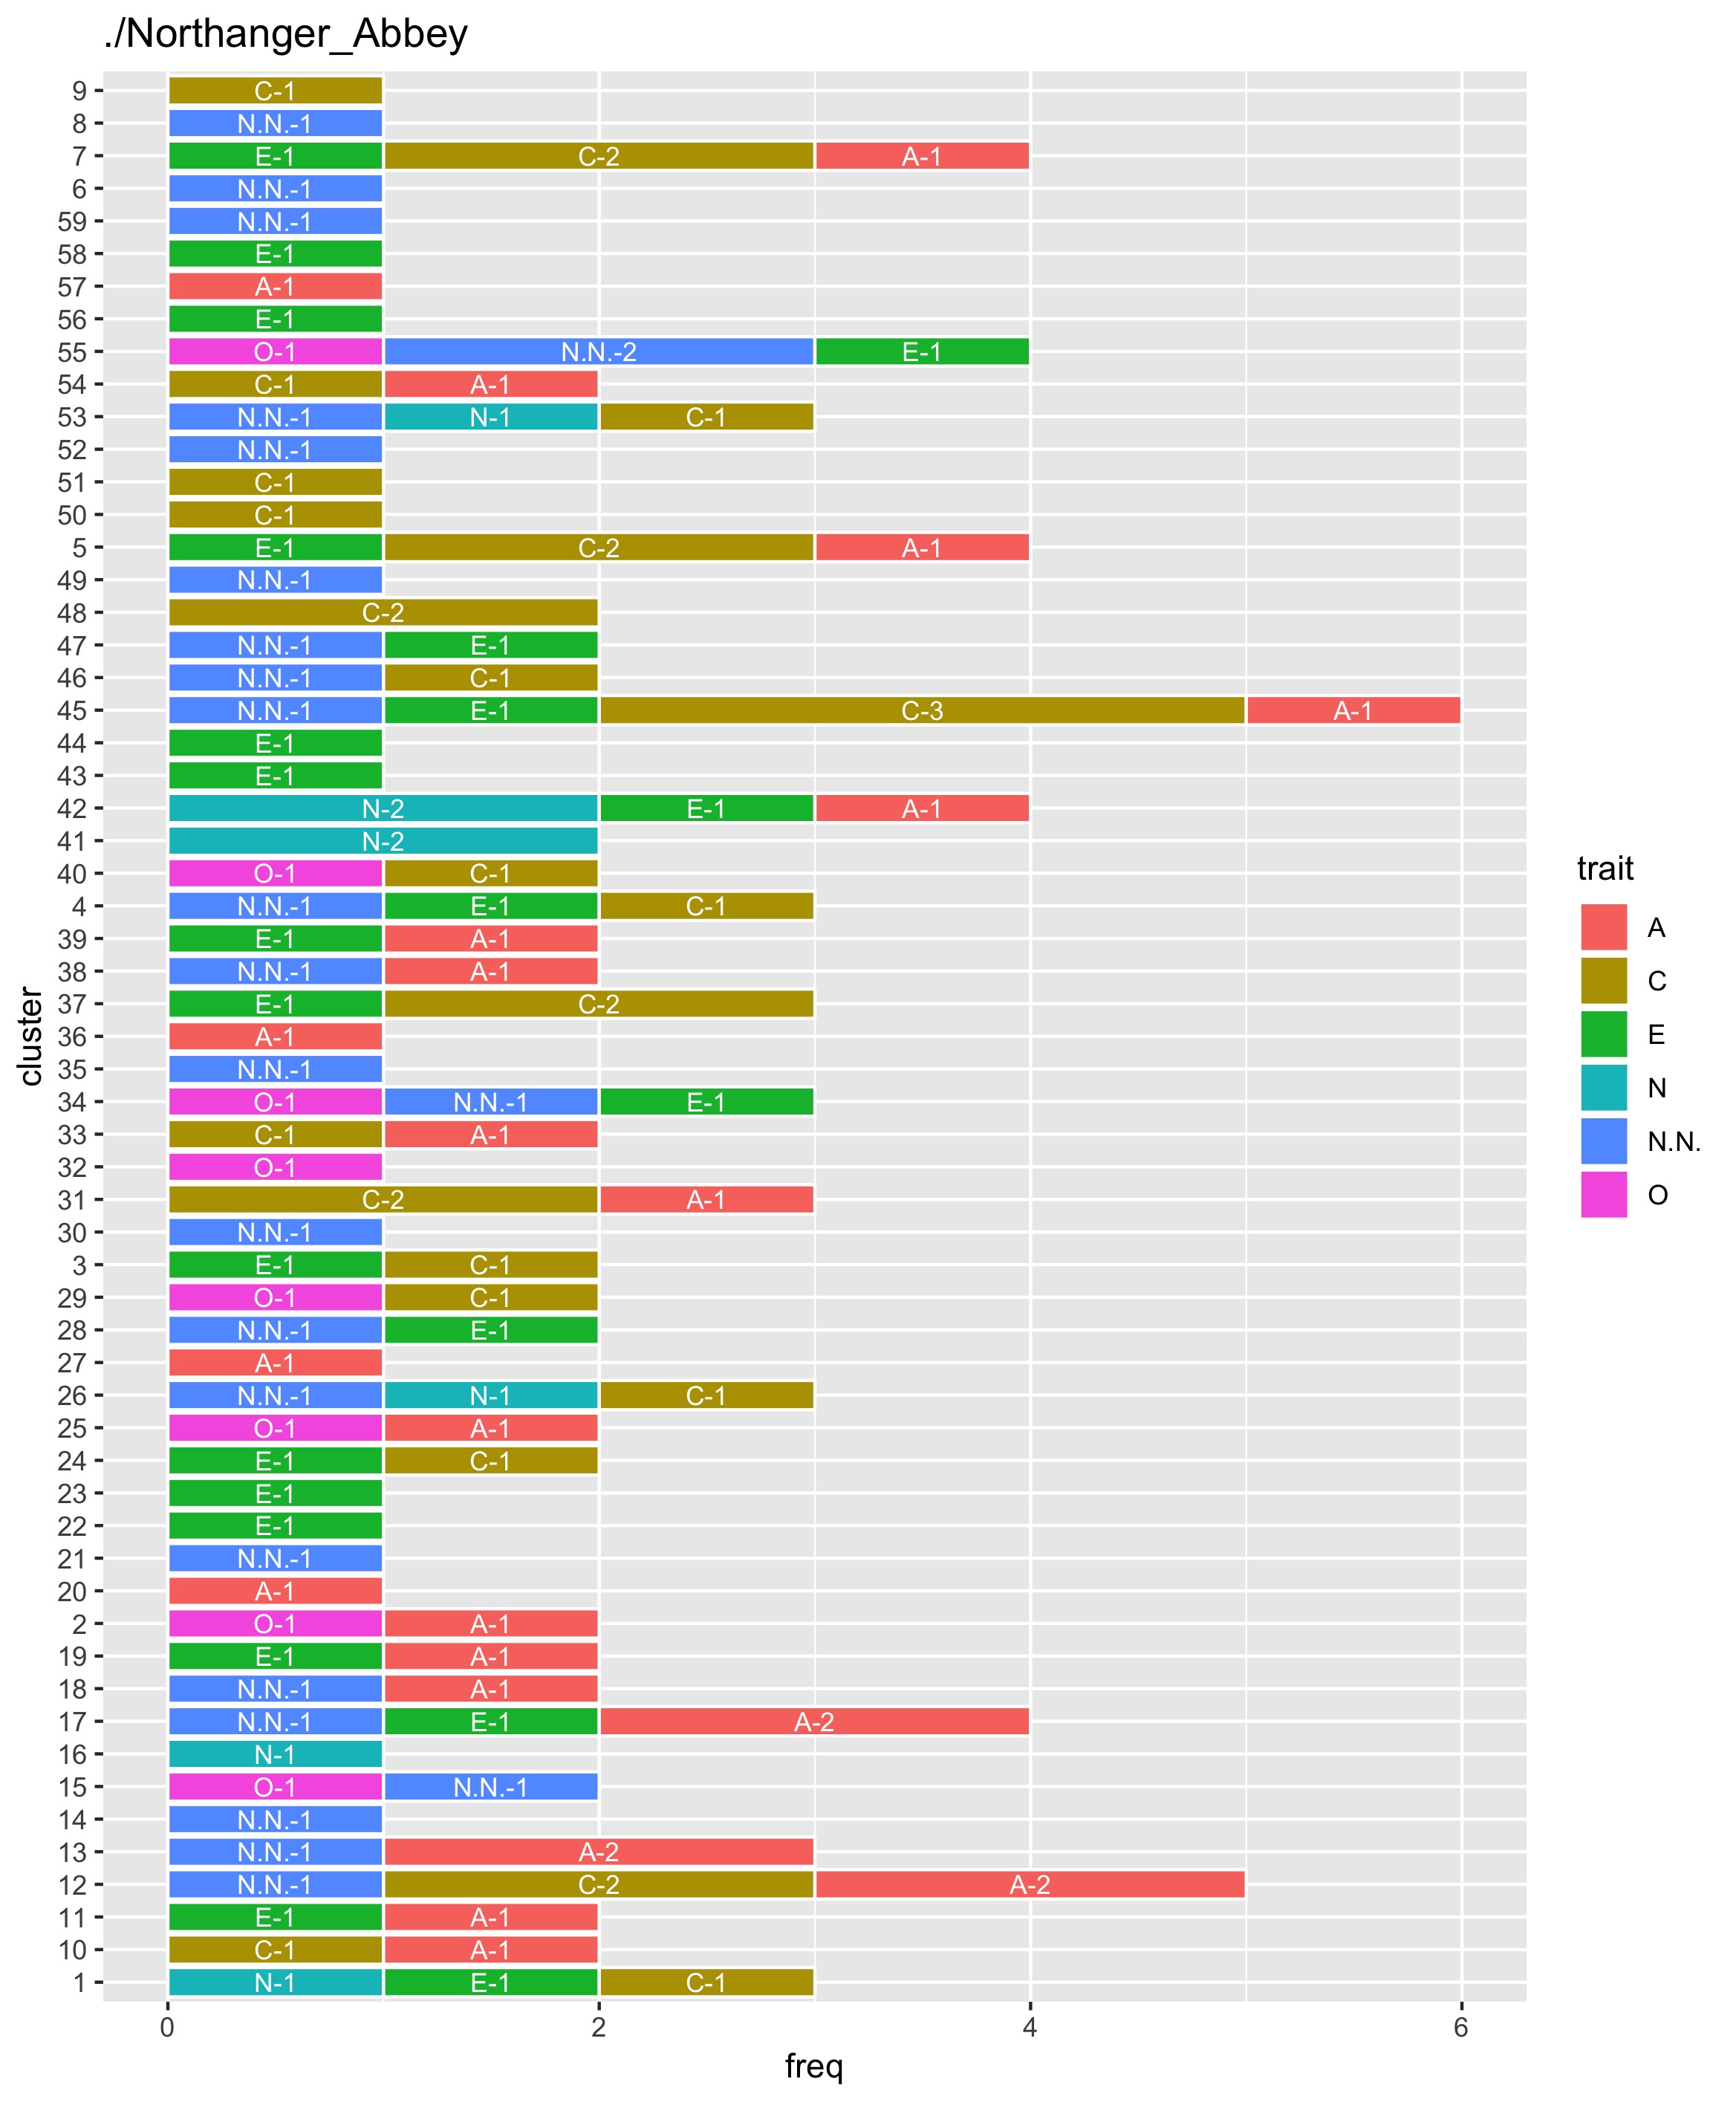 ./Northanger_Abbey
9 C-1
8 N.N.-1
7 E-1 C-2 A-1
6 N.N.-1
59 N.N.-1
58 E-1
57 A-1
56 E-1
55 O-1 N.N.-2 E-1
54 C-1 A-1
53 N.N.-1 N-1 C-1
52 N.N.-1
51 C-1
50 C-1
5 E-1 C-2 A-1
49 N.N.-1
48 C-2
47 N.N.-1 E-1
46 N.N.-1 C-1
45 N.N.-1 E-1 C-3 A-1
44 E-1
43 E-1
42 N-2 E-1 A-1
41 N-2
40 O-1 C-1
4 N.N.-1 E-1 C-1
39 E-1 A-1
38 N.N.-1 A-1
37 E-1 C-2
36 A-1
35 N.N.-1
34 O-1 N.N.-1 E-1
33 C-1 A-1
32 O-1
31 C-2 A-1
30 N.N.-1
3 E-1 C-1
29 O-1 C-1
28 N.N.-1 E-1
27 A-1
26 N.N.-1 N-1 C-1
25 O-1 A-1
24 E-1 C-1
23 E-1
22 E-1
21 N.N.-1
20 A-1
2 O-1 A-1
19 E-1 A-1
18 N.N.-1 A-1
17 N.N.-1 E-1 A-2
16 N-1
15 O-1 N.N.-1
14 N.N.-1
13 N.N.-1 A-2
12 N.N.-1 C-2 A-2
11 E-1 A-1
10 C-1 A-1
1 N-1 E-1 C-1
0 2 4 6
freq
cluster
trait
A
C
E
N
N.N.
O